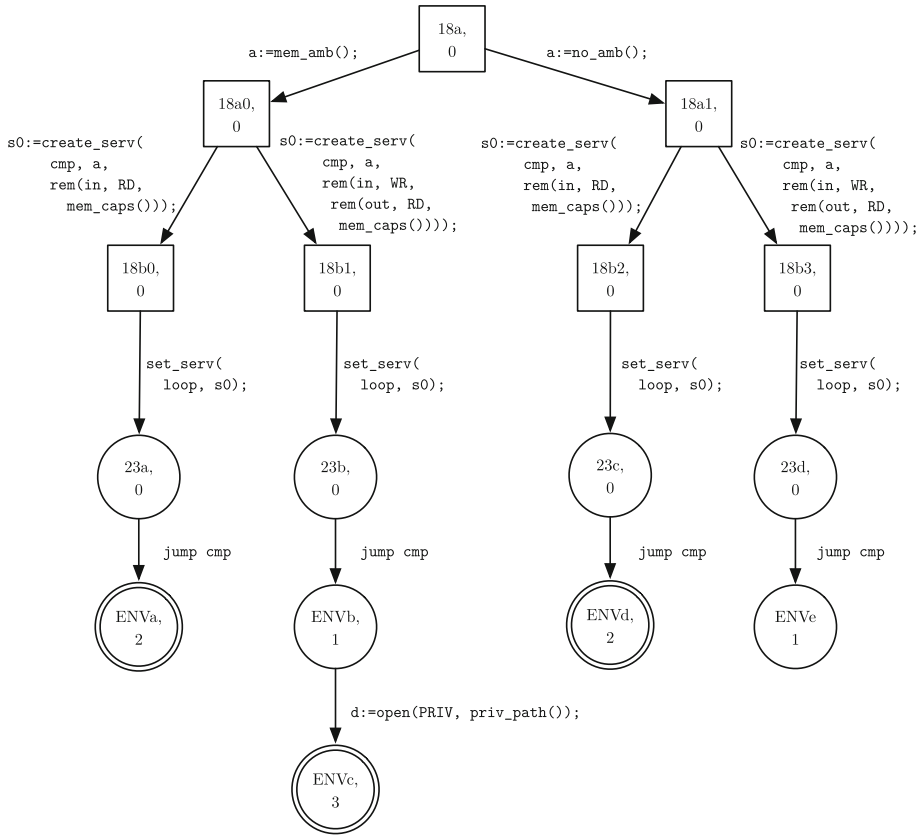 18a,
0
a:=mem_amb();
a:=no_amb();
18a0,
0
18a1,
0
s0:=create_serv(
cmp, a,
rem(in, RD,
mem_caps()));
s0:=create_serv(
cmp, a,
rem(in, WR,
rem(out, RD,
mem_caps())));
s0:=create_serv(
cmp, a,
rem(in, RD,
mem_caps()));
s0:=create_serv(
cmp, a,
rem(in, WR,
rem(out, RD,
mem_caps())));
18b0,
0
18b1,
0
18b2,
0
18b3,
0
set_serv(
loop, s0);
set_serv(
loop, s0);
set_serv(
loop, s0);
set_serv(
loop, s0);
23a,
0
23b,
0
23c,
0
23d,
0
jump cmp
jump cmp
jump cmp
jump cmp
ENVa,
2
ENVb,
1
ENVd,
2
ENVe
1
d:=open(PRIV, priv_path());
ENVc,
3